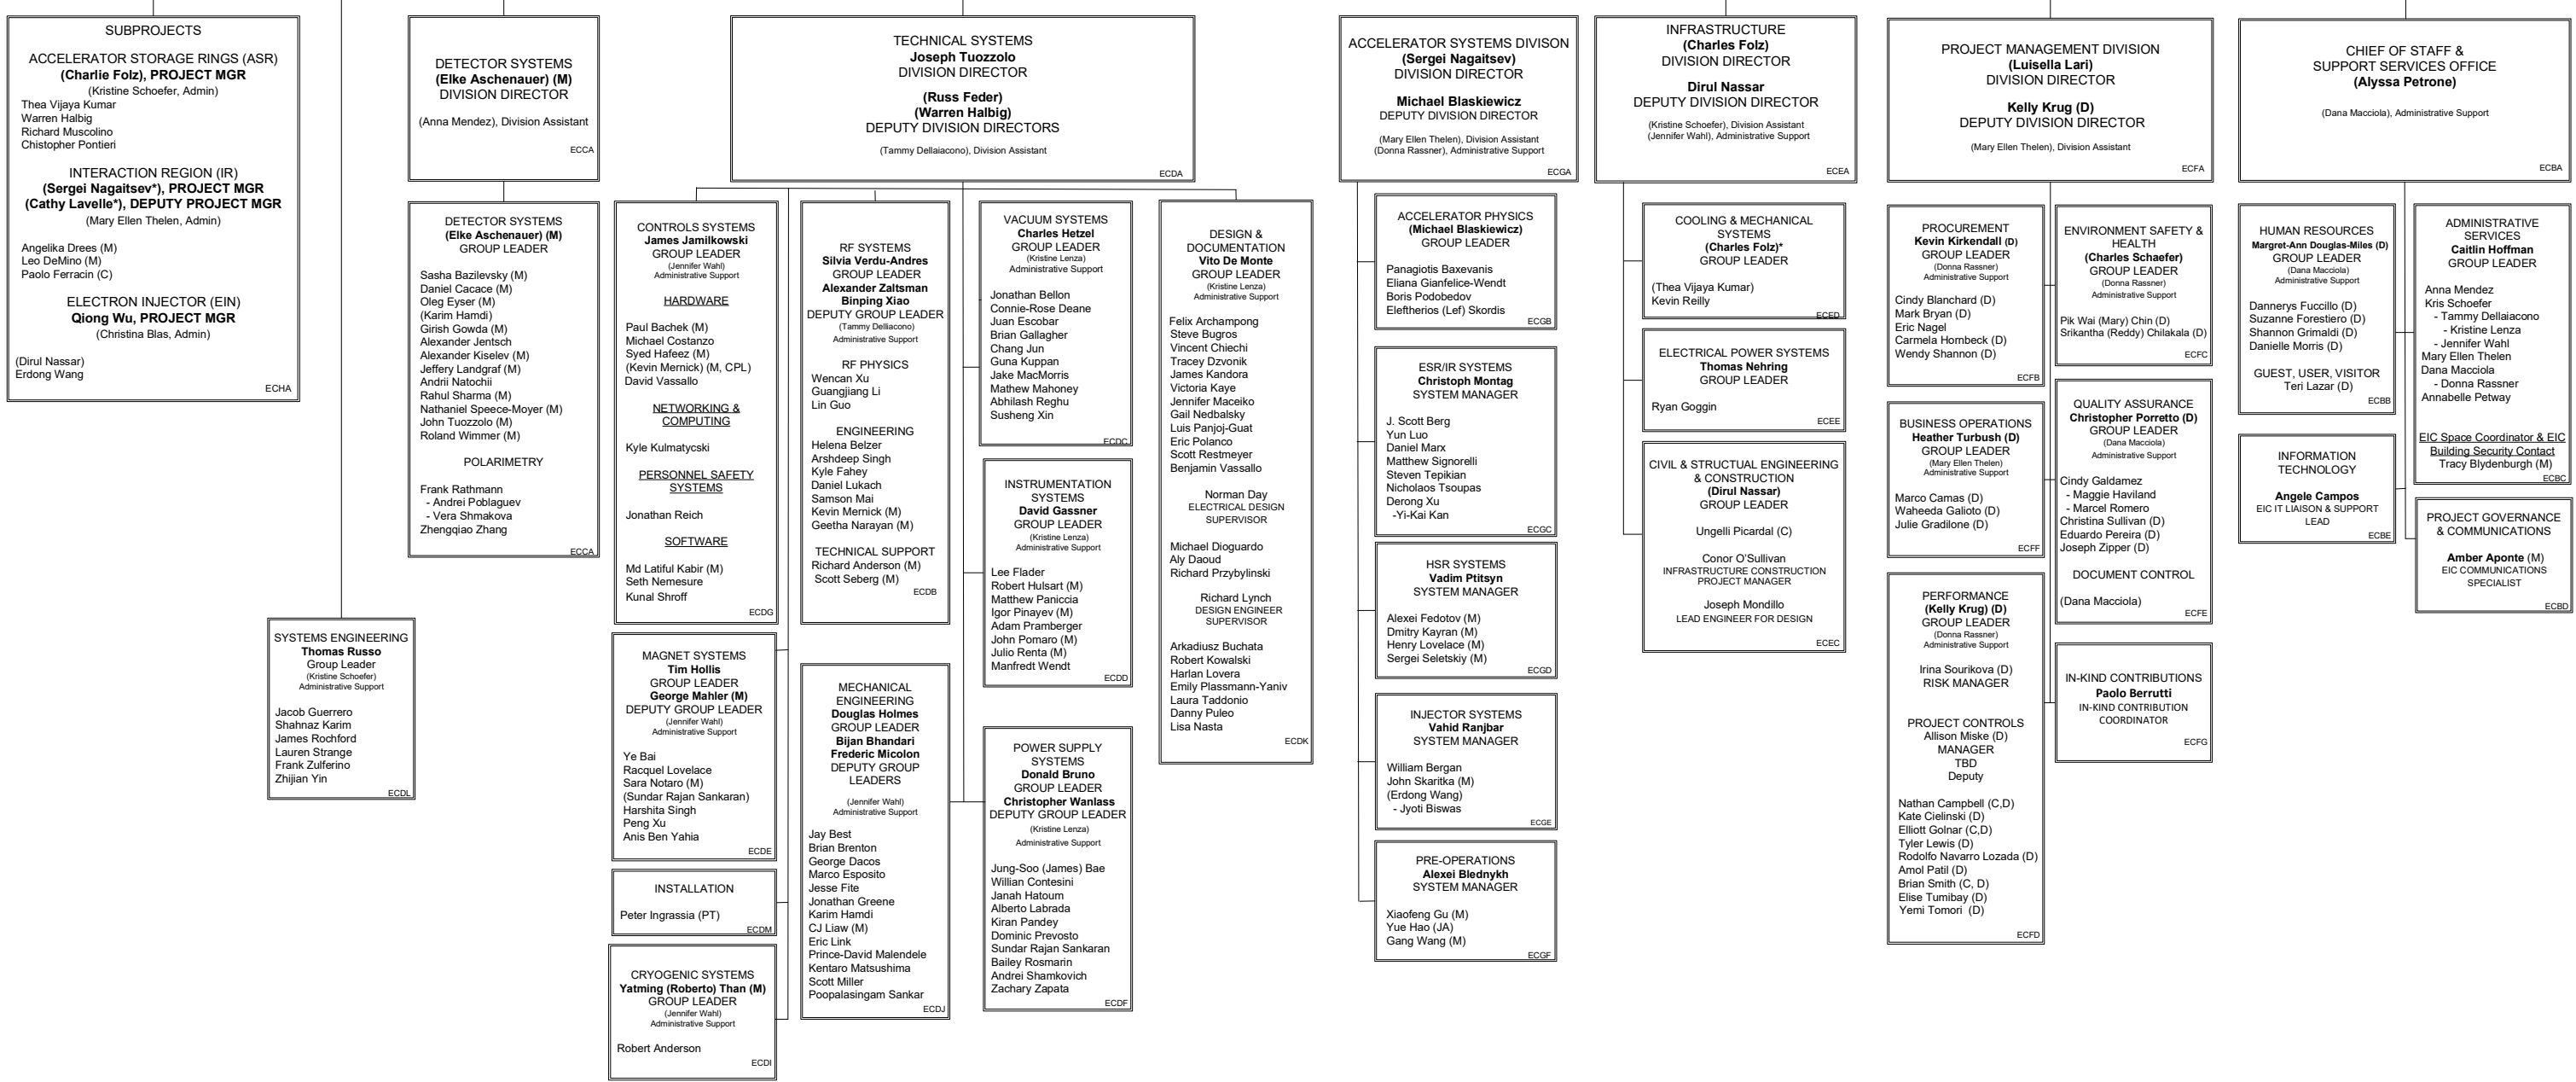 SUBPROJECTS
ACCELERATOR STORAGE RINGS (ASR)
(Charlie Folz), PROJECT MGR
(Kristine Schoefer, Admin)
Thea Vijaya Kumar
Warren Halbig
Richard Muscolino
Chistopher Pontieri
INTERACTION REGION (IR)
(Sergei Nagaitsev*), PROJECT MGR
(Cathy Lavelle*), DEPUTY PROJECT MGR
(Mary Ellen Thelen, Admin)
Angelika Drees (M)
Leo DeMino (M)
Paolo Ferracin (C)
ELECTRON INJECTOR (EIN)
Qiong Wu, PROJECT MGR
(Christina Blas, Admin)
(Dirul Nassar)
Erdong Wang
ECHA
SYSTEMS ENGINEERING
Thomas Russo
Group Leader
(Kristine Schoefer)
Administrative Support
Jacob Guerrero
Shahnaz Karim
James Rochford
Lauren Strange
Frank Zulferino
Zhijian Yin
ECDL
DETECTOR SYSTEMS
(Elke Aschenauer) (M)
DIVISION DIRECTOR
(Anna Mendez), Division Assistant
ECCA
DETECTOR SYSTEMS
(Elke Aschenauer) (M)
GROUP LEADER
Sasha Bazilevsky (M)
Daniel Cacace (M)
Oleg Eyser (M)
(Karim Hamdi)
Girish Gowda (M)
Alexander Jentsch
Alexander Kiselev (M)
Jeffery Landgraf (M)
Andrii Natochii
Rahul Sharma (M)
Nathaniel Speece-Moyer (M)
John Tuozzolo (M)
Roland Wimmer (M)
POLARIMETRY
Frank Rathmann
- Andrei Poblaguev
- Vera Shmakova
Zhengqiao Zhang
ECCA
TECHNICAL SYSTEMS
Joseph Tuozzolo
DIVISION DIRECTOR
(Russ Feder)
(Warren Halbig)
DEPUTY DIVISION DIRECTORS
(Tammy Dellaiacono), Division Assistant
ECDA
CONTROLS SYSTEMS
James Jamilkowski
GROUP LEADER
(Jennifer Wahl)
Administrative Support
HARDWARE
Paul Bachek (M)
Michael Costanzo
Syed Hafeez (M)
(Kevin Mernick) (M, CPL)
David Vassallo
NETWORKING &
COMPUTING
Kyle Kulmatycski
PERSONNEL SAFETY
SYSTEMS
Jonathan Reich
SOFTWARE
Md Latiful Kabir (M)
Seth Nemesure
Kunal Shroff
ECDG
MAGNET SYSTEMS
Tim Hollis
GROUP LEADER
George Mahler (M)
DEPUTY GROUP LEADER
(Jennifer Wahl)
Administrative Support
Ye Bai
Racquel Lovelace
Sara Notaro (M)
(Sundar Rajan Sankaran)
Harshita Singh
Peng Xu
Anis Ben Yahia
ECDE
INSTALLATION
Peter Ingrassia (PT)
ECDM
CRYOGENIC SYSTEMS
Yatming (Roberto) Than (M)
GROUP LEADER
(Jennifer Wahl)
Administrative Support
Robert Anderson
ECDI
RF SYSTEMS
Silvia Verdu-Andres
GROUP LEADER
Alexander Zaltsman
Binping Xiao
DEPUTY GROUP LEADER
(Tammy Delliacono)
Administrative Support
RF PHYSICS
Wencan Xu
Guangjiang Li
Lin Guo
ENGINEERING
Helena Belzer
Arshdeep Singh
Kyle Fahey
Daniel Lukach
Samson Mai
Kevin Mernick (M)
Geetha Narayan (M)
TECHNICAL SUPPORT
Richard Anderson (M)
Scott Seberg (M)
ECDB
MECHANICAL
ENGINEERING
Douglas Holmes
GROUP LEADER
Bijan Bhandari
Frederic Micolon
DEPUTY GROUP
LEADERS
(Jennifer Wahl)
Administrative Support
Jay Best
Brian Brenton
George Dacos
Marco Esposito
Jesse Fite
Jonathan Greene
Karim Hamdi
CJ Liaw (M)
Eric Link
Prince-David Malendele
Kentaro Matsushima
Scott Miller
Poopalasingam Sankar
ECDJ
VACUUM SYSTEMS
Charles Hetzel
GROUP LEADER
(Kristine Lenza)
Administrative Support
Jonathan Bellon
Connie-Rose Deane
Juan Escobar
Brian Gallagher
Chang Jun
Guna Kuppan
Jake MacMorris
Mathew Mahoney
Abhilash Reghu
Susheng Xin
ECDC
INSTRUMENTATION
SYSTEMS
David Gassner
GROUP LEADER
(Kristine Lenza)
Administrative Support
Lee Flader
Robert Hulsart (M)
Matthew Paniccia
Igor Pinayev (M)
Adam Pramberger
John Pomaro (M)
Julio Renta (M)
Manfredt Wendt
ECDD
POWER SUPPLY
SYSTEMS
Donald Bruno
GROUP LEADER
Christopher Wanlass
DEPUTY GROUP LEADER
(Kristine Lenza)
Administrative Support
Jung-Soo (James) Bae
Willian Contesini
Janah Hatoum
Alberto Labrada
Kiran Pandey
Dominic Prevosto
Sundar Rajan Sankaran
Bailey Rosmarin
Andrei Shamkovich
Zachary Zapata
ECDF
DESIGN &
DOCUMENTATION
Vito De Monte
GROUP LEADER
(Kristine Lenza)
Administrative Support
Felix Archampong
Steve Bugros
Vincent Chiechi
Tracey Dzvonik
James Kandora
Victoria Kaye
Jennifer Maceiko
Gail Nedbalsky
Luis Panjoj-Guat
Eric Polanco
Scott Restmeyer
Benjamin Vassallo
Norman Day
ELECTRICAL DESIGN
SUPERVISOR
Michael Dioguardo
Aly Daoud
Richard Przybylinski
Richard Lynch
DESIGN ENGINEER
SUPERVISOR
Arkadiusz Buchata
Robert Kowalski
Harlan Lovera
Emily Plassmann-Yaniv
Laura Taddonio
Danny Puleo
Lisa Nasta
ECDK
ACCELERATOR SYSTEMS DIVISON
(Sergei Nagaitsev)
DIVISION DIRECTOR
Michael Blaskiewicz
DEPUTY DIVISION DIRECTOR
(Mary Ellen Thelen), Division Assistant
(Donna Rassner), Administrative Support
ECGA
ACCELERATOR PHYSICS
(Michael Blaskiewicz)
GROUP LEADER
Panagiotis Baxevanis
Eliana Gianfelice-Wendt
Boris Podobedov
Eleftherios (Lef) Skordis
ECGB
ESR/IR SYSTEMS
Christoph Montag
SYSTEM MANAGER
J. Scott Berg
Yun Luo
Daniel Marx
Matthew Signorelli
Steven Tepikian
Nicholaos Tsoupas
Derong Xu
-Yi-Kai Kan
ECGC
HSR SYSTEMS
Vadim Ptitsyn
SYSTEM MANAGER
Alexei Fedotov (M)
Dmitry Kayran (M)
Henry Lovelace (M)
Sergei Seletskiy (M)
ECGD
INJECTOR SYSTEMS
Vahid Ranjbar
SYSTEM MANAGER
William Bergan
John Skaritka (M)
(Erdong Wang)
- Jyoti Biswas
ECGE
PRE-OPERATIONS
Alexei Blednykh
SYSTEM MANAGER
Xiaofeng Gu (M)
Yue Hao (JA)
Gang Wang (M)
ECGF
INFRASTRUCTURE
(Charles Folz)
DIVISION DIRECTOR
Dirul Nassar
DEPUTY DIVISION DIRECTOR
(Kristine Schoefer), Division Assistant
(Jennifer Wahl), Administrative Support
ECEA
COOLING & MECHANICAL
SYSTEMS
(Charles Folz)*
GROUP LEADER
(Thea Vijaya Kumar)
Kevin Reilly
ECED
ELECTRICAL POWER SYSTEMS
Thomas Nehring
GROUP LEADER
Ryan Goggin
ECEE
CIVIL & STRUCTUAL ENGINEERING
& CONSTRUCTION
(Dirul Nassar)
GROUP LEADER
Ungelli Picardal (C)
Conor O’Sullivan
INFRASTRUCTURE CONSTRUCTION
PROJECT MANAGER
Joseph Mondillo
LEAD ENGINEER FOR DESIGN
ECEC
PROJECT MANAGEMENT DIVISION
(Luisella Lari)
DIVISION DIRECTOR
Kelly Krug (D)
DEPUTY DIVISION DIRECTOR
(Mary Ellen Thelen), Division Assistant
ECFA
PROCUREMENT
Kevin Kirkendall (D)
GROUP LEADER
(Donna Rassner)
Administrative Support
Cindy Blanchard (D)
Mark Bryan (D)
Eric Nagel
Carmela Hornbeck (D)
Wendy Shannon (D)
ECFB
BUSINESS OPERATIONS
Heather Turbush (D)
GROUP LEADER
(Mary Ellen Thelen)
Administrative Support
Marco Camas (D)
Waheeda Galioto (D)
Julie Gradilone (D)
ECFF
PERFORMANCE
(Kelly Krug) (D)
GROUP LEADER
(Donna Rassner)
Administrative Support
Irina Sourikova (D)
RISK MANAGER
PROJECT CONTROLS
Allison Miske (D)
MANAGER
TBD
Deputy
Nathan Campbell (C,D)
Kate Cielinski (D)
Elliott Golnar (C,D)
Tyler Lewis (D)
Rodolfo Navarro Lozada (D)
Amol Patil (D)
Brian Smith (C, D)
Elise Tumibay (D)
Yemi Tomori (D)
ECFD
ENVIRONMENT SAFETY &
HEALTH
(Charles Schaefer)
GROUP LEADER
(Donna Rassner)
Administrative Support
Pik Wai (Mary) Chin (D)
Srikantha (Reddy) Chilakala (D)
ECFC
QUALITY ASSURANCE
Christopher Porretto (D)
GROUP LEADER
(Dana Macciola)
Administrative Support
Cindy Galdamez
- Maggie Haviland
- Marcel Romero
Christina Sullivan (D)
Eduardo Pereira (D)
Joseph Zipper (D)
DOCUMENT CONTROL
(Dana Macciola)
ECFE
IN-KIND CONTRIBUTIONS
Paolo Berrutti
IN-KIND CONTRIBUTION
COORDINATOR
ECFG
CHIEF OF STAFF &
SUPPORT SERVICES OFFICE
(Alyssa Petrone)
(Dana Macciola), Administrative Support
ECBA
HUMAN RESOURCES
Margret-Ann Douglas-Miles (D)
GROUP LEADER
(Dana Macciola)
Administrative Support
Dannerys Fuccillo (D)
Suzanne Forestiero (D)
Shannon Grimaldi (D)
Danielle Morris (D)
GUEST, USER, VISITOR
Teri Lazar (D)
ECBB
INFORMATION
TECHNOLOGY
Angele Campos
EIC IT LIAISON & SUPPORT
LEAD
ECBE
ADMINISTRATIVE
SERVICES
Caitlin Hoffman
GROUP LEADER
Anna Mendez
Kris Schoefer
- Tammy Dellaiacono
- Kristine Lenza
- Jennifer Wahl
Mary Ellen Thelen
Dana Macciola
- Donna Rassner
Annabelle Petway
EIC Space Coordinator & EIC
Building Security Contact
Tracy Blydenburgh (M)
ECBC
PROJECT GOVERNANCE
& COMMUNICATIONS
Amber Aponte (M)
EIC COMMUNICATIONS
SPECIALIST
ECBD